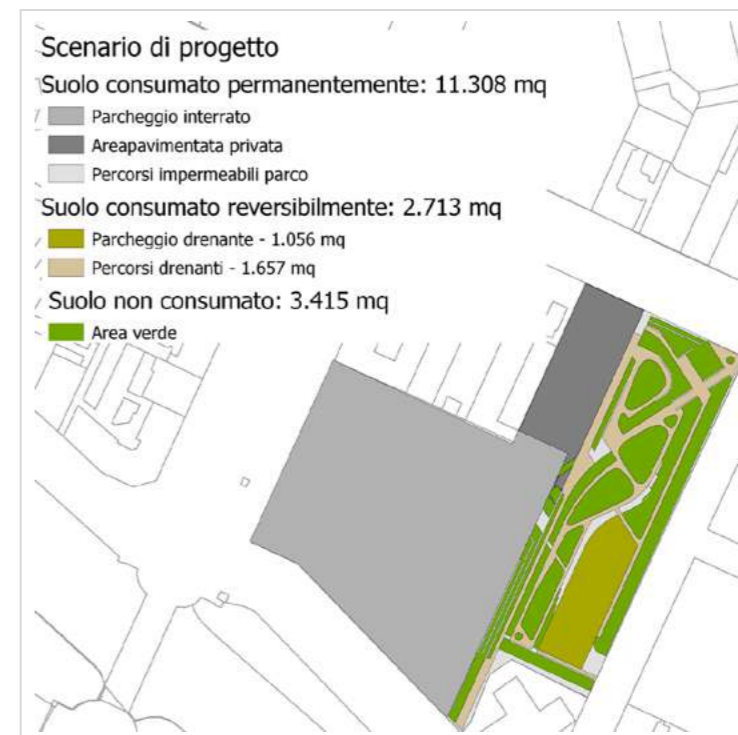 Scenario di progetto
Suolo consumato permanentemente: 11.308 mq
Parcheggio interrato
Areapavimentata privata
Percorsi impermeabili parco
Suolo consumato reversibilmente: 2.713 mq
Parcheggio drenante - 1.056 mq
Percorsi drenanti - 1.657 mq
Suolo non consumato: 3.415 mq
Area verde